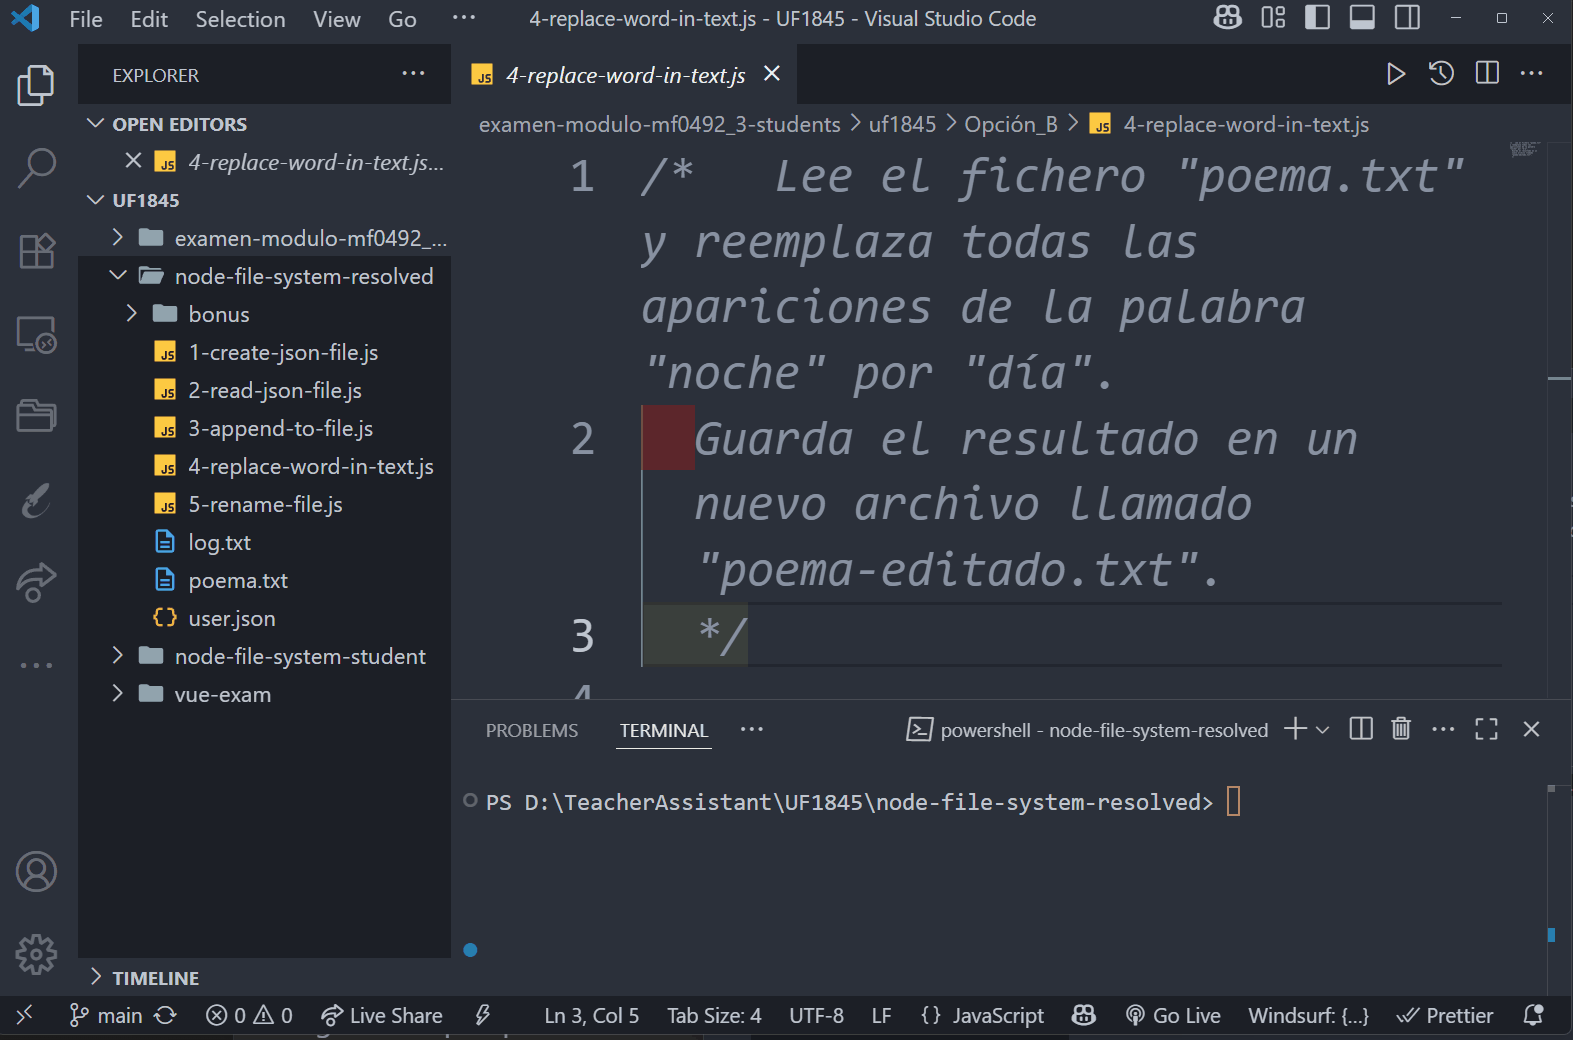 File Edit Selection View Go ··· 4-replace-word-in-text.js - UF1845 - Visual Studio Code
EXPLORER ···
OPEN EDITORS
JS 4-replace-word-in-text.js...
UF1845
examen-modulo-mf0492_...
node-file-system-resolved
bonus
JS 1-create-json-file.js
JS 2-read-json-file.js
JS 3-append-to-file.js
JS 4-replace-word-in-text.js
JS 5-rename-file.js
log.txt
poema.txt
{} user.json
node-file-system-student
vue-exam
TIMELINE
JS 4-replace-word-in-text.js
examen-modulo-mf0492_3-students > uf1845 > Opción_B > JS 4-replace-word-in-text.js
1 /* Lee el fichero "poema.txt"
y reemplaza todas las
apariciones de la palabra
"noche" por "día".
2 Guarda el resultado en un
nuevo archivo llamado
"poema-editado.txt".
3 */
4
PROBLEMS TERMINAL ··· powershell - node-file-system-resolved
PS D:\TeacherAssistant\UF1845\node-file-system-resolved>
main 0 0 Live Share Ln 3, Col 5 Tab Size: 4 UTF-8 LF {} JavaScript Go Live Windsurf: {...} Prettier